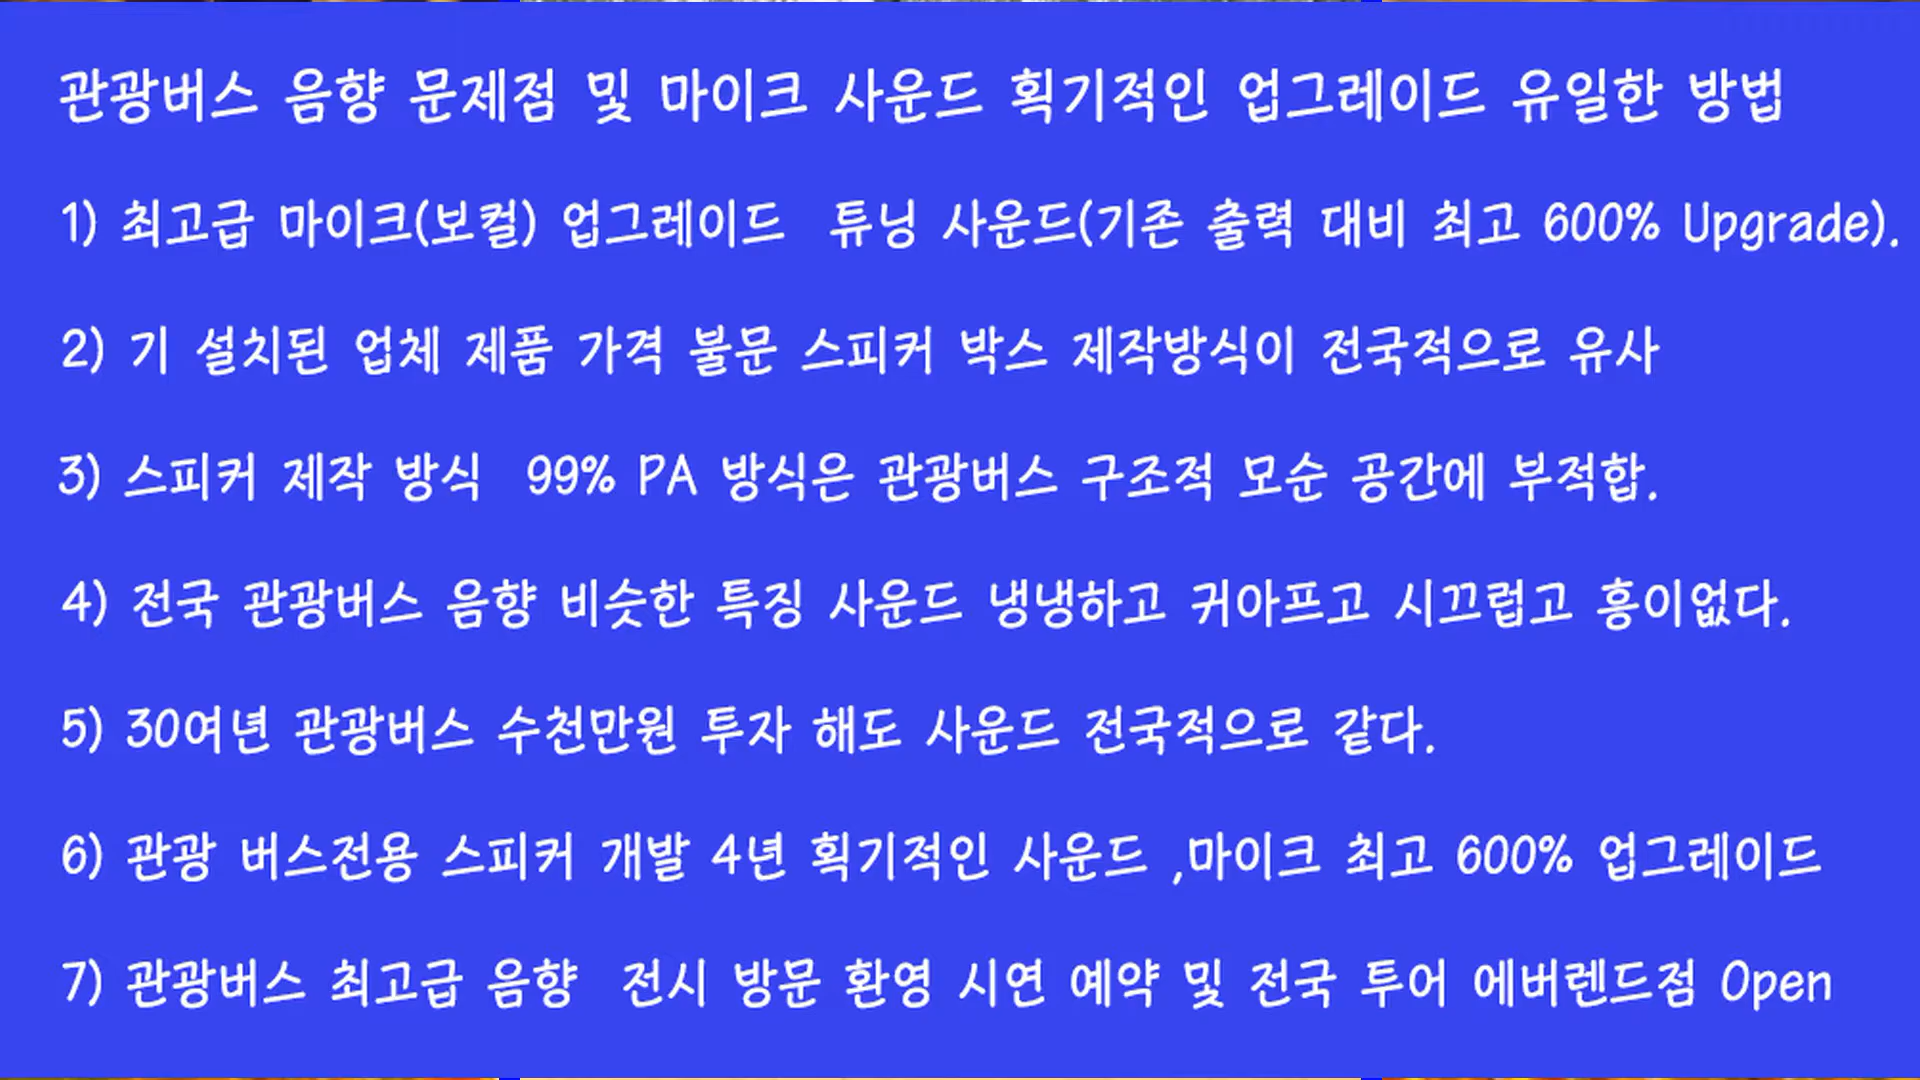 관광버스 음향 문제점 및 마이크 사운드 획기적인 업그레이드 유일한 방법
1) 최고급 마이크(보컬) 업그레이드 튜닝 사운드(기존 출력 대비 최고 600% Upgrade).
2) 기 설치된 업체 제품 가격 불문 스피커 박스 제작방식이 전국적으로 유사
3) 스피커 제작 방식 99% PA 방식은 관광버스 구조적 모순 공간에 부적합.
4) 전국 관광버스 음향 비슷한 특징 사운드 냉냉하고 귀아프고 시끄럽고 흥이없다.
5) 30여년 관광버스 수천만원 투자 해도 사운드 전국적으로 같다.
6) 관광 버스전용 스피커 개발 4년 획기적인 사운드 ,마이크 최고 600% 업그레이드
7) 관광버스 최고급 음향 전시 방문 환영 시연 예약 및 전국 투어 에버렌드점 Open